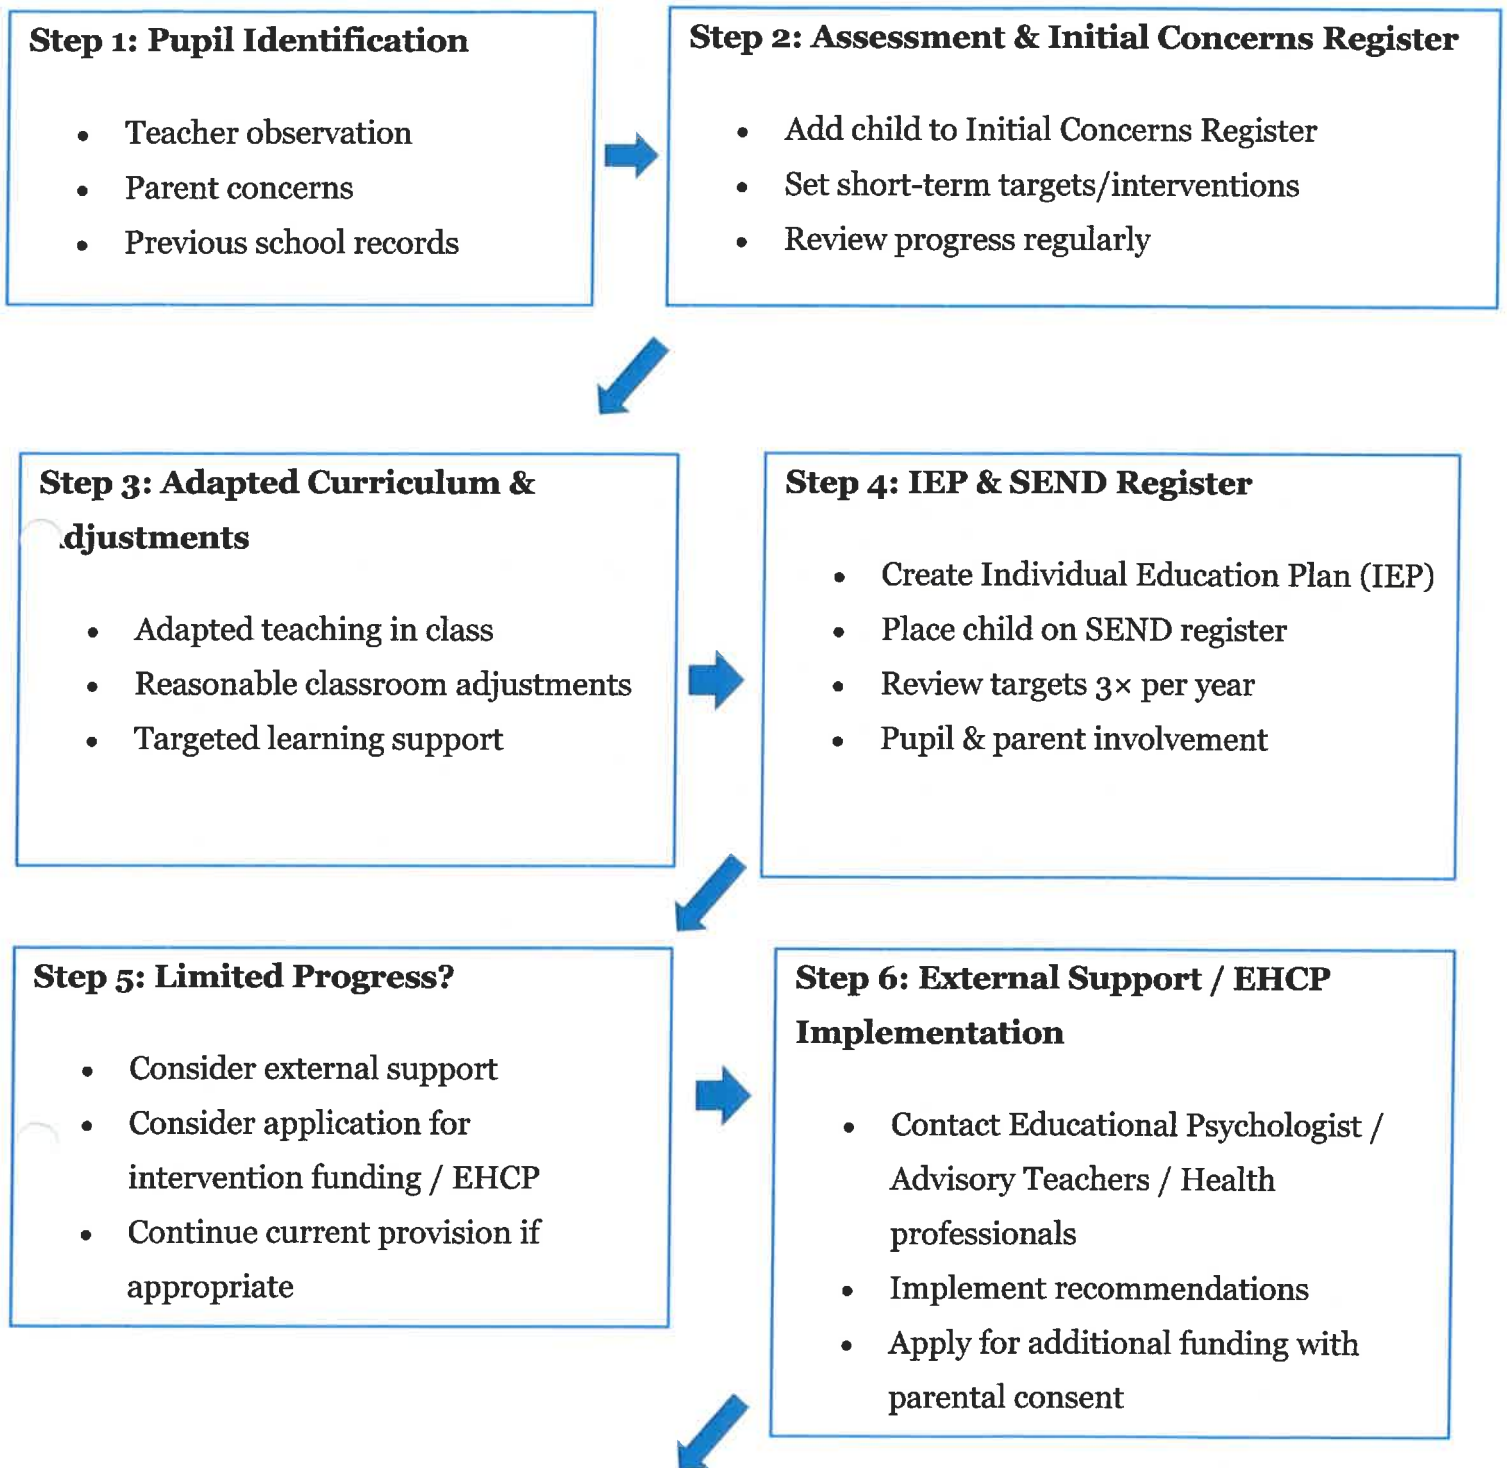 Step 1: Pupil Identification
• Teacher observation
• Parent concerns
• Previous school records
Step 2: Assessment & Initial Concerns Register
• Add child to Initial Concerns Register
• Set short-term targets/interventions
• Review progress regularly
Step 3: Adapted Curriculum &
djustments
• Adapted teaching in class
• Reasonable classroom adjustments
• Targeted learning support
Step 4: IEP & SEND Register
• Create Individual Education Plan (IEP)
• Place child on SEND register
• Review targets 3× per year
• Pupil & parent involvement
Step 5: Limited Progress?
• Consider external support
• Consider application for
intervention funding / EHCP
• Continue current provision if
appropriate
Step 6: External Support / EHCP
Implementation
• Contact Educational Psychologist /
Advisory Teachers / Health
professionals
• Implement recommendations
• Apply for additional funding with
parental consent